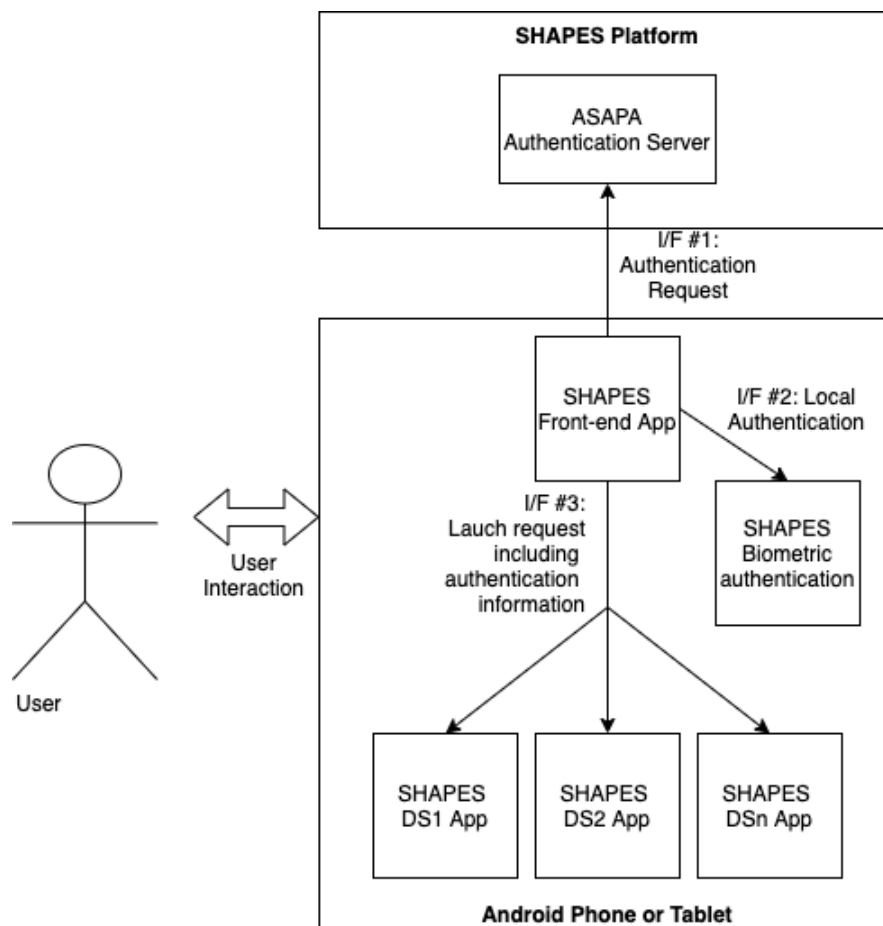 SHAPES Platform
ASAPA
Authentication Server
I/F #1:
Authentication
Request
SHAPES
Front-end App
I/F #2: Local
Authentication
I/F #3:
Lauch request
including
authentication
information
SHAPES
Biometric
authentication
User
Interaction
User
SHAPES
DS1 App
SHAPES
DS2 App
SHAPES
DSn App
Android Phone or Tablet